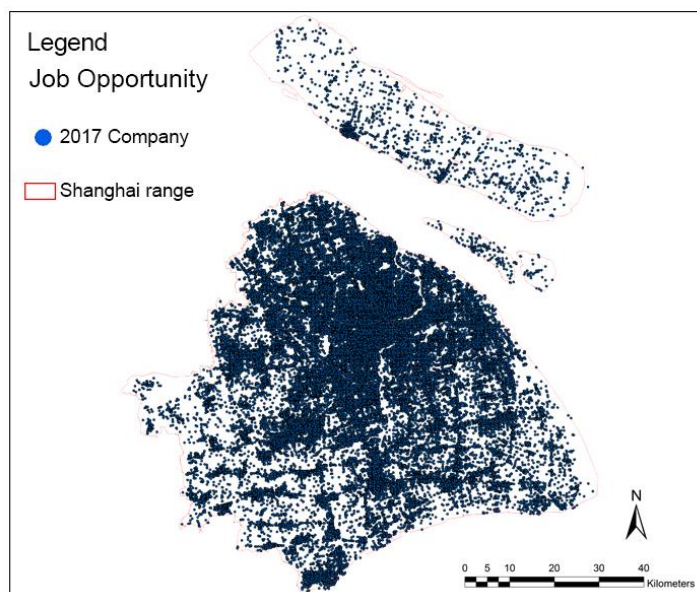 Legend
Job Opportunity
2017 Company
Shanghai range
N
0 5 10 20 30 40
Kilometers